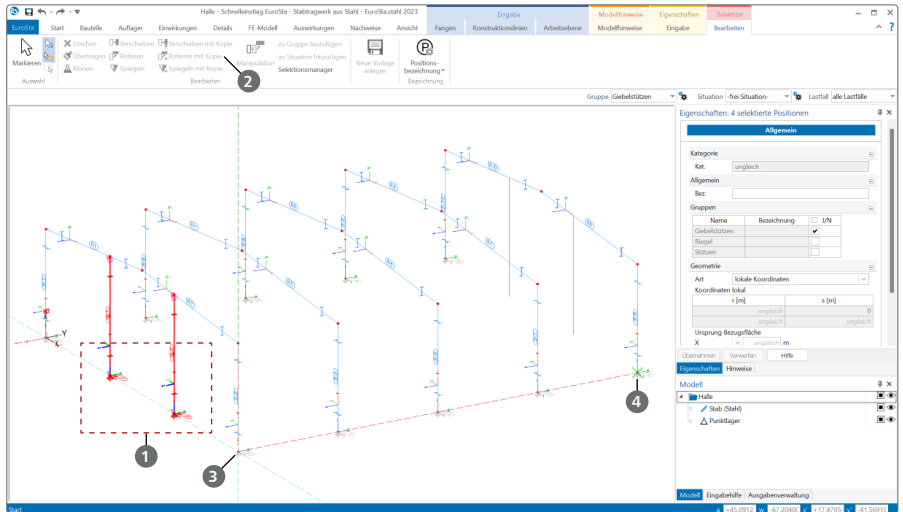 Halle - Schnelleinstieg EuroSta - Stabtragwerk aus Stahl - EuroSta.stahl 2023
Eingabe
Modellhinweise
Eigenschaften
Selektion
EuroSta
Start
Bauteile
Auflager
Einwirkungen
Details
FE-Modell
Auswirkungen
Nachweise
Ansicht
Fangen
Konstruktionslinien
Arbeitsebene
Modellhinweise
Eingabe
Bearbeiten
Markieren
Auswahl
Löschen
Verschieben
Verschieben mit Kopie
Übertragen
Rotieren
Rotieren mit Kopie
Klonen
Spiegeln
Spiegeln mit Kopie
Bearbeiten
Manipulation
zu Gruppe hinzufügen
zu Situation hinzufügen
Selektionsmanager
Neue Vorlage anlegen
Positions-
bezeichnung
Bezeichnung
Gruppe Giebelstützen
Situation -frei Situation-
Lastfall alle Lastfälle
Eigenschaften: 4 selektierte Positionen
Allgemein
Kategorie
Kat. ungleich
Allgemein
Bez.
Gruppen
Name Bezeichnung J/N
Giebelstützen
Riegel
Stützen
Geometrie
Art lokale Koordinaten
Koordinaten lokal
r [m] s [m]
ungleich 0
ungleich ungleich
Ursprung Bezugsfläche
X ungleich m
Übernehmen Verwerfen Hilfe
Eigenschaften Hinweise
Modell
Halle
Stab (Stahl)
Punktlager
Modell Eingabehilfe Ausgabenverwaltung
Y
1
2
3
4
Start